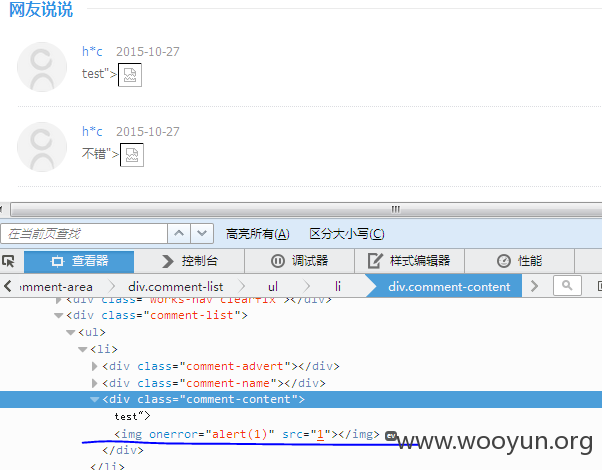 网友说说
h*c 2015-10-27
test">
h*c 2015-10-27
不错">
在当前页查找 高亮所有(A) 区分大小写(C)
查看器 控制台 调试器 样式编辑器 性能
omment-area div.comment-list ul li div.comment-content
<div class="works-nav clearfix"></div>
<div class="comment-list">
<ul>
<li>
<div class="comment-advert"></div>
<div class="comment-name"></div>
<div class="comment-content">
test">
<img onerror="alert(1)" src="1"></img> ev
</div>
</li>
www.wooyun.org